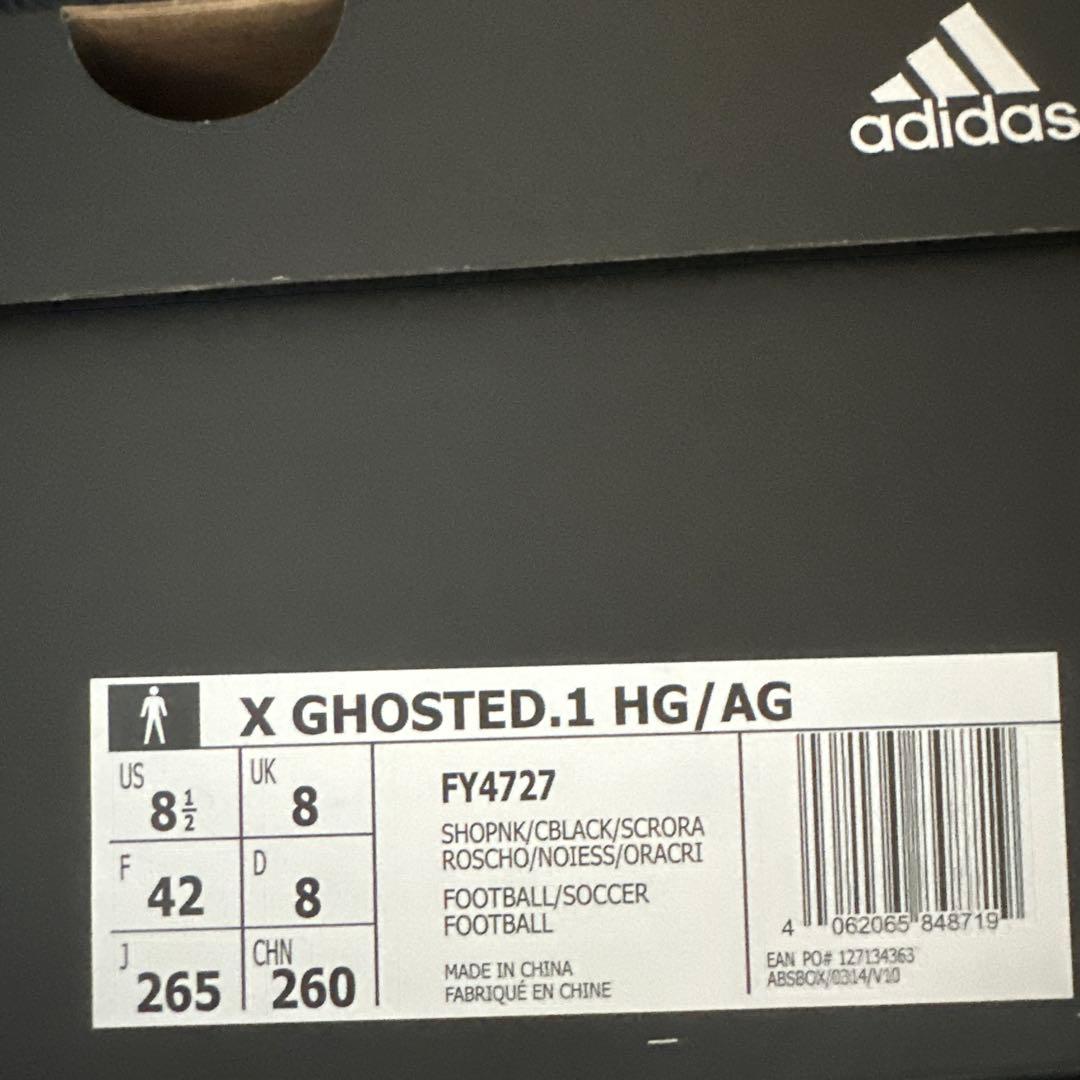 adidas
X GHOSTED.1 HG/AG
US 8½
UK 8
F 42
D 8
J 265
CHN 260
FY4727
SHOPNK/CBLACK/SCRORA
ROSCHO/NOIESS/ORACRI
FOOTBALL/SOCCER
FOOTBALL
MADE IN CHINA
FABRIQUÉ EN CHINE
4 062065 848719
EAN PO# 127134363
ABSBOX/0314/V10